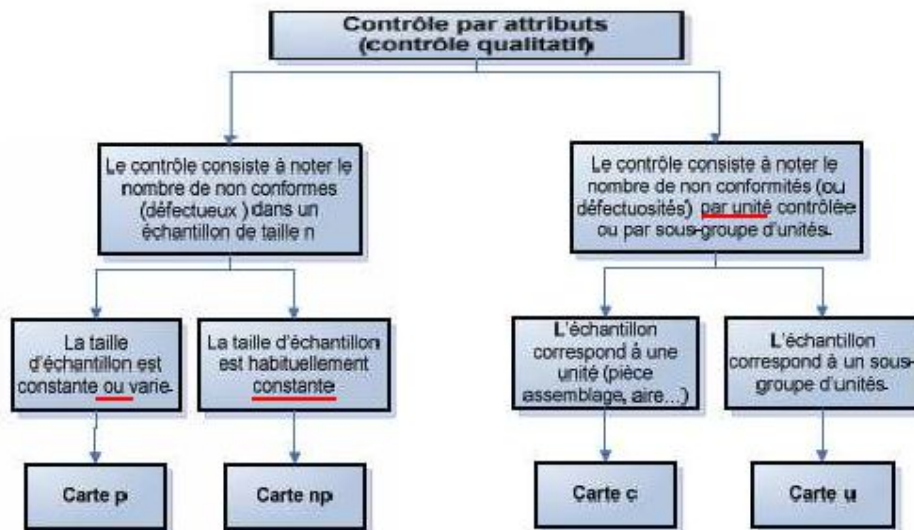 Contrôle par attributs
(contrôle qualitatif)
Le contrôle consiste à noter le
nombre de non conformes
(défectueux ) dans un
échantillon de taille n
Le contrôle consiste à noter le
nombre de non conformités (ou
défectuosités) par unité contrôlée
ou par sous-groupe d'unités.
La taille
d'échantillon est
constante ou varie.
La taille d'échantillon
est habituellement
constante
L'échantillon
correspond à une
unité (pièce
assemblage, aire...)
L'échantillon
correspond à un sous-
groupe d'unités.
Carte p
Carte np
Carte c
Carte u